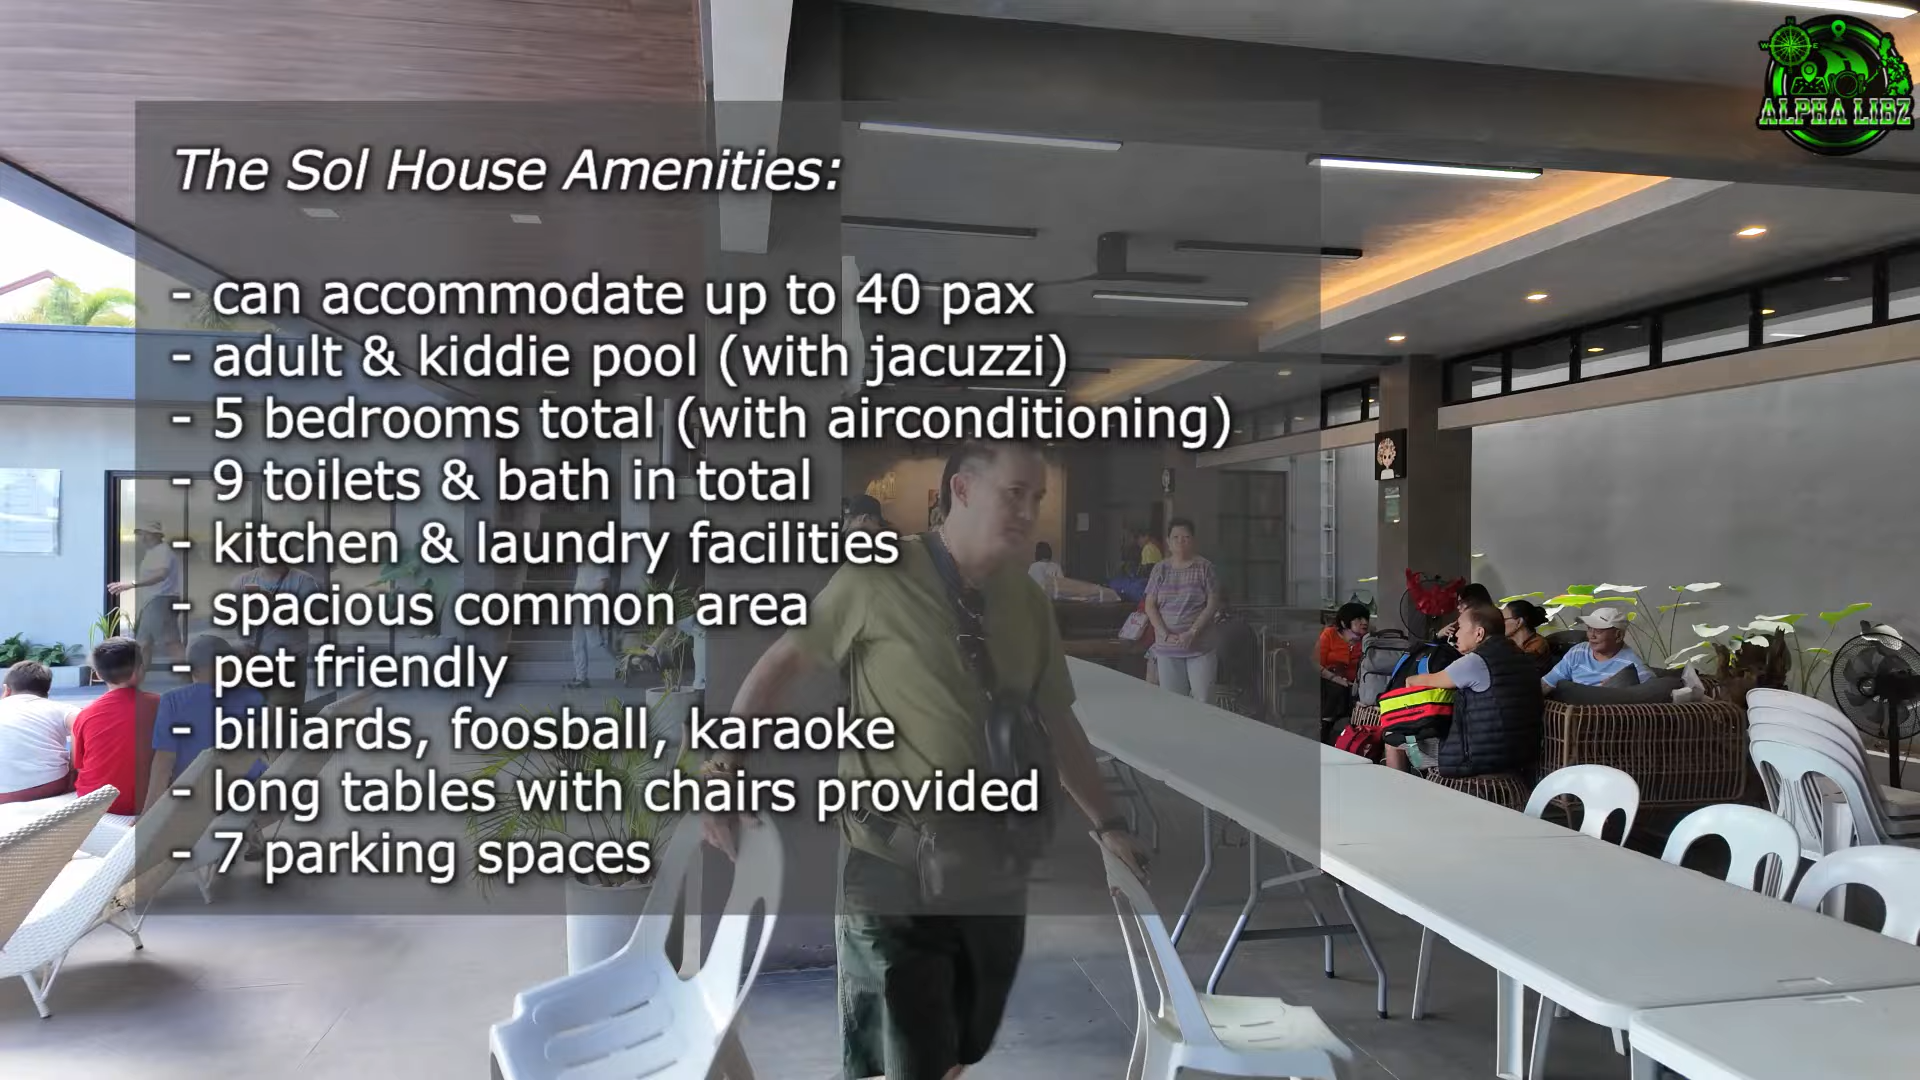 The Sol House Amenities:
- can accommodate up to 40 pax
- adult & kiddie pool (with jacuzzi)
- 5 bedrooms total (with airconditioning)
- 9 toilets & bath in total
- kitchen & laundry facilities
- spacious common area
- pet friendly
- billiards, foosball, karaoke
- long tables with chairs provided
- 7 parking spaces
ALPHA LIBZ